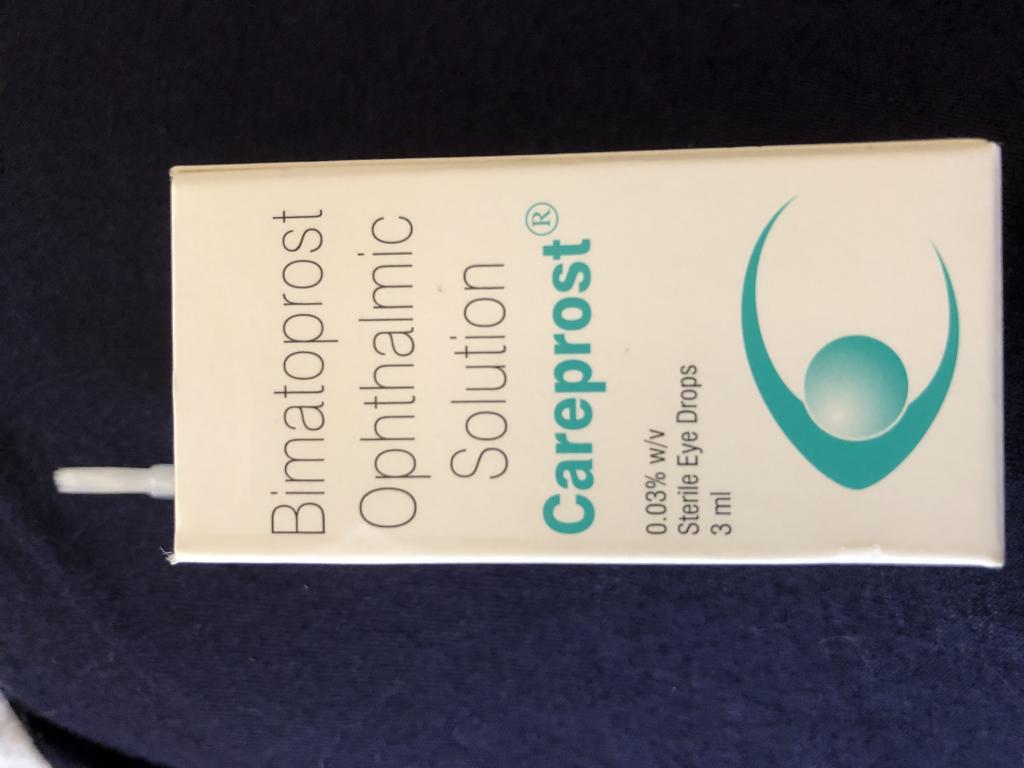 Bimatoprost
Ophthalmic
Solution
Careprost®
0.03% w/v
Sterile Eye Drops
3 ml